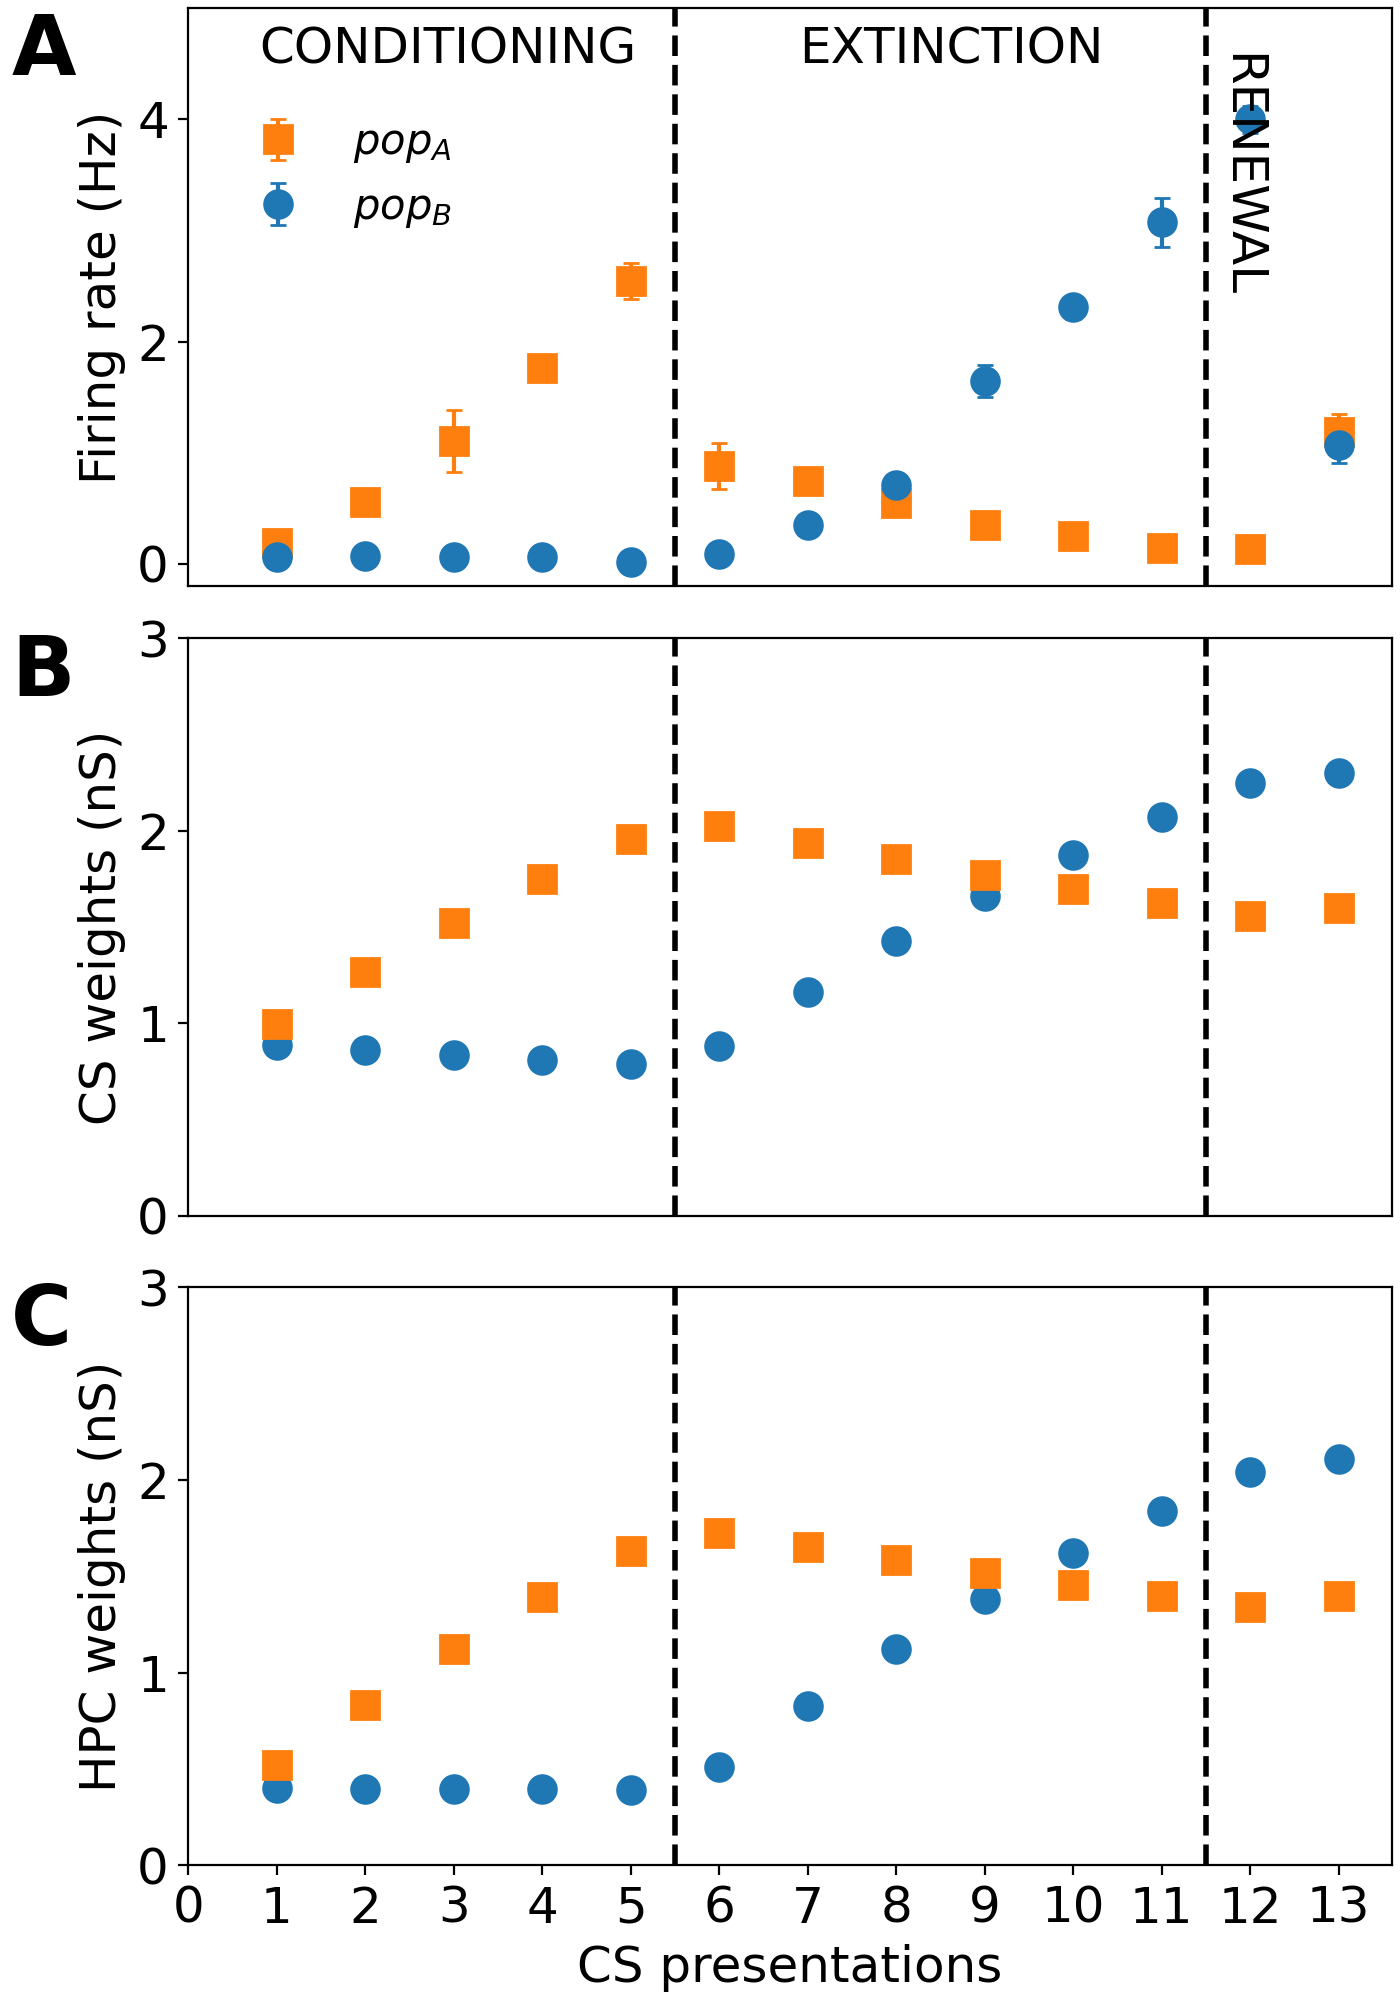 A
CONDITIONING
EXTINCTION
RENEWAL
pop_A
pop_B
Firing rate (Hz)
4
2
0
B
CS weights (nS)
3
2
1
0
C
HPC weights (nS)
3
2
1
0
0 1 2 3 4 5 6 7 8 9 10 11 12 13
CS presentations